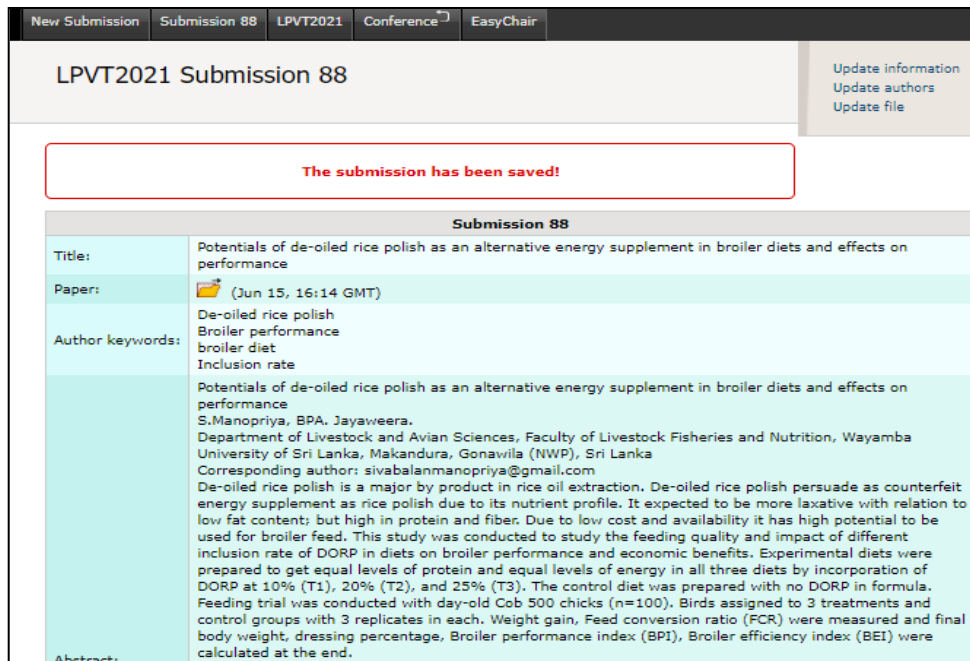 New Submission Submission 88 LPVT2021 Conference EasyChair
LPVT2021 Submission 88
Update information
Update authors
Update file
The submission has been saved!
Submission 88
Title:
Potentials of de-oiled rice polish as an alternative energy supplement in broiler diets and effects on
performance
Paper:
(Jun 15, 16:14 GMT)
Author keywords:
De-oiled rice polish
Broiler performance
broiler diet
Inclusion rate
Potentials of de-oiled rice polish as an alternative energy supplement in broiler diets and effects on
performance
S.Manopriya, BPA. Jayaweera.
Department of Livestock and Avian Sciences, Faculty of Livestock Fisheries and Nutrition, Wayamba
University of Sri Lanka, Makandura, Gonawila (NWP), Sri Lanka
Corresponding author: sivabalanmanopriya@gmail.com
De-oiled rice polish is a major by product in rice oil extraction. De-oiled rice polish persuade as counterfeit
energy supplement as rice polish due to its nutrient profile. It expected to be more laxative with relation to
low fat content; but high in protein and fiber. Due to low cost and availability it has high potential to be
used for broiler feed. This study was conducted to study the feeding quality and impact of different
inclusion rate of DORP in diets on broiler performance and economic benefits. Experimental diets were
prepared to get equal levels of protein and equal levels of energy in all three diets by incorporation of
DORP at 10% (T1), 20% (T2), and 25% (T3). The control diet was prepared with no DORP in formula.
Feeding trial was conducted with day-old Cob 500 chicks (n=100). Birds assigned to 3 treatments and
control groups with 3 replicates in each. Weight gain, Feed conversion ratio (FCR) were measured and final
body weight, dressing percentage, Broiler performance index (BPI), Broiler efficiency index (BEI) were
calculated at the end.
Abstract: